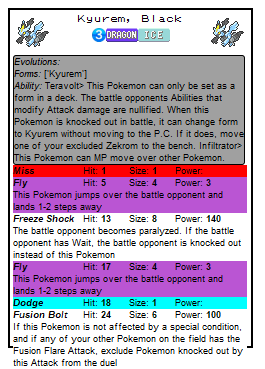 Kyurem, Black
3 DRAGON ICE
Evolutions:
Forms: ['Kyurem']
Ability: Teravolt> This Pokemon can only be set as a
form in a deck. The battle opponents Abilities that
modify Attack damage are nullified. When this
Pokemon is knocked out in battle, it can change form
to Kyurem without moving to the P.C. If it does, move
one of your excluded Zekrom to the bench. Infiltrator>
This Pokemon can MP move over other Pokemon.
Miss Hit: 1 Size: 1 Power:
Fly Hit: 5 Size: 4 Power: 3
This Pokemon jumps over the battle opponent and
lands 1-2 steps away
Freeze Shock Hit: 13 Size: 8 Power: 140
The battle opponent becomes paralyzed. If the battle
opponent has Wait, the battle opponent is knocked out
instead of this Pokemon
Fly Hit: 17 Size: 4 Power: 3
This Pokemon jumps over the battle opponent and
lands 1-2 steps away
Dodge Hit: 18 Size: 1 Power:
Fusion Bolt Hit: 24 Size: 6 Power: 100
If this Pokemon is not affected by a special condition,
and if any of your other Pokemon on the field has the
Fusion Flare Attack, exclude Pokemon knocked out by
this Attack from the duel